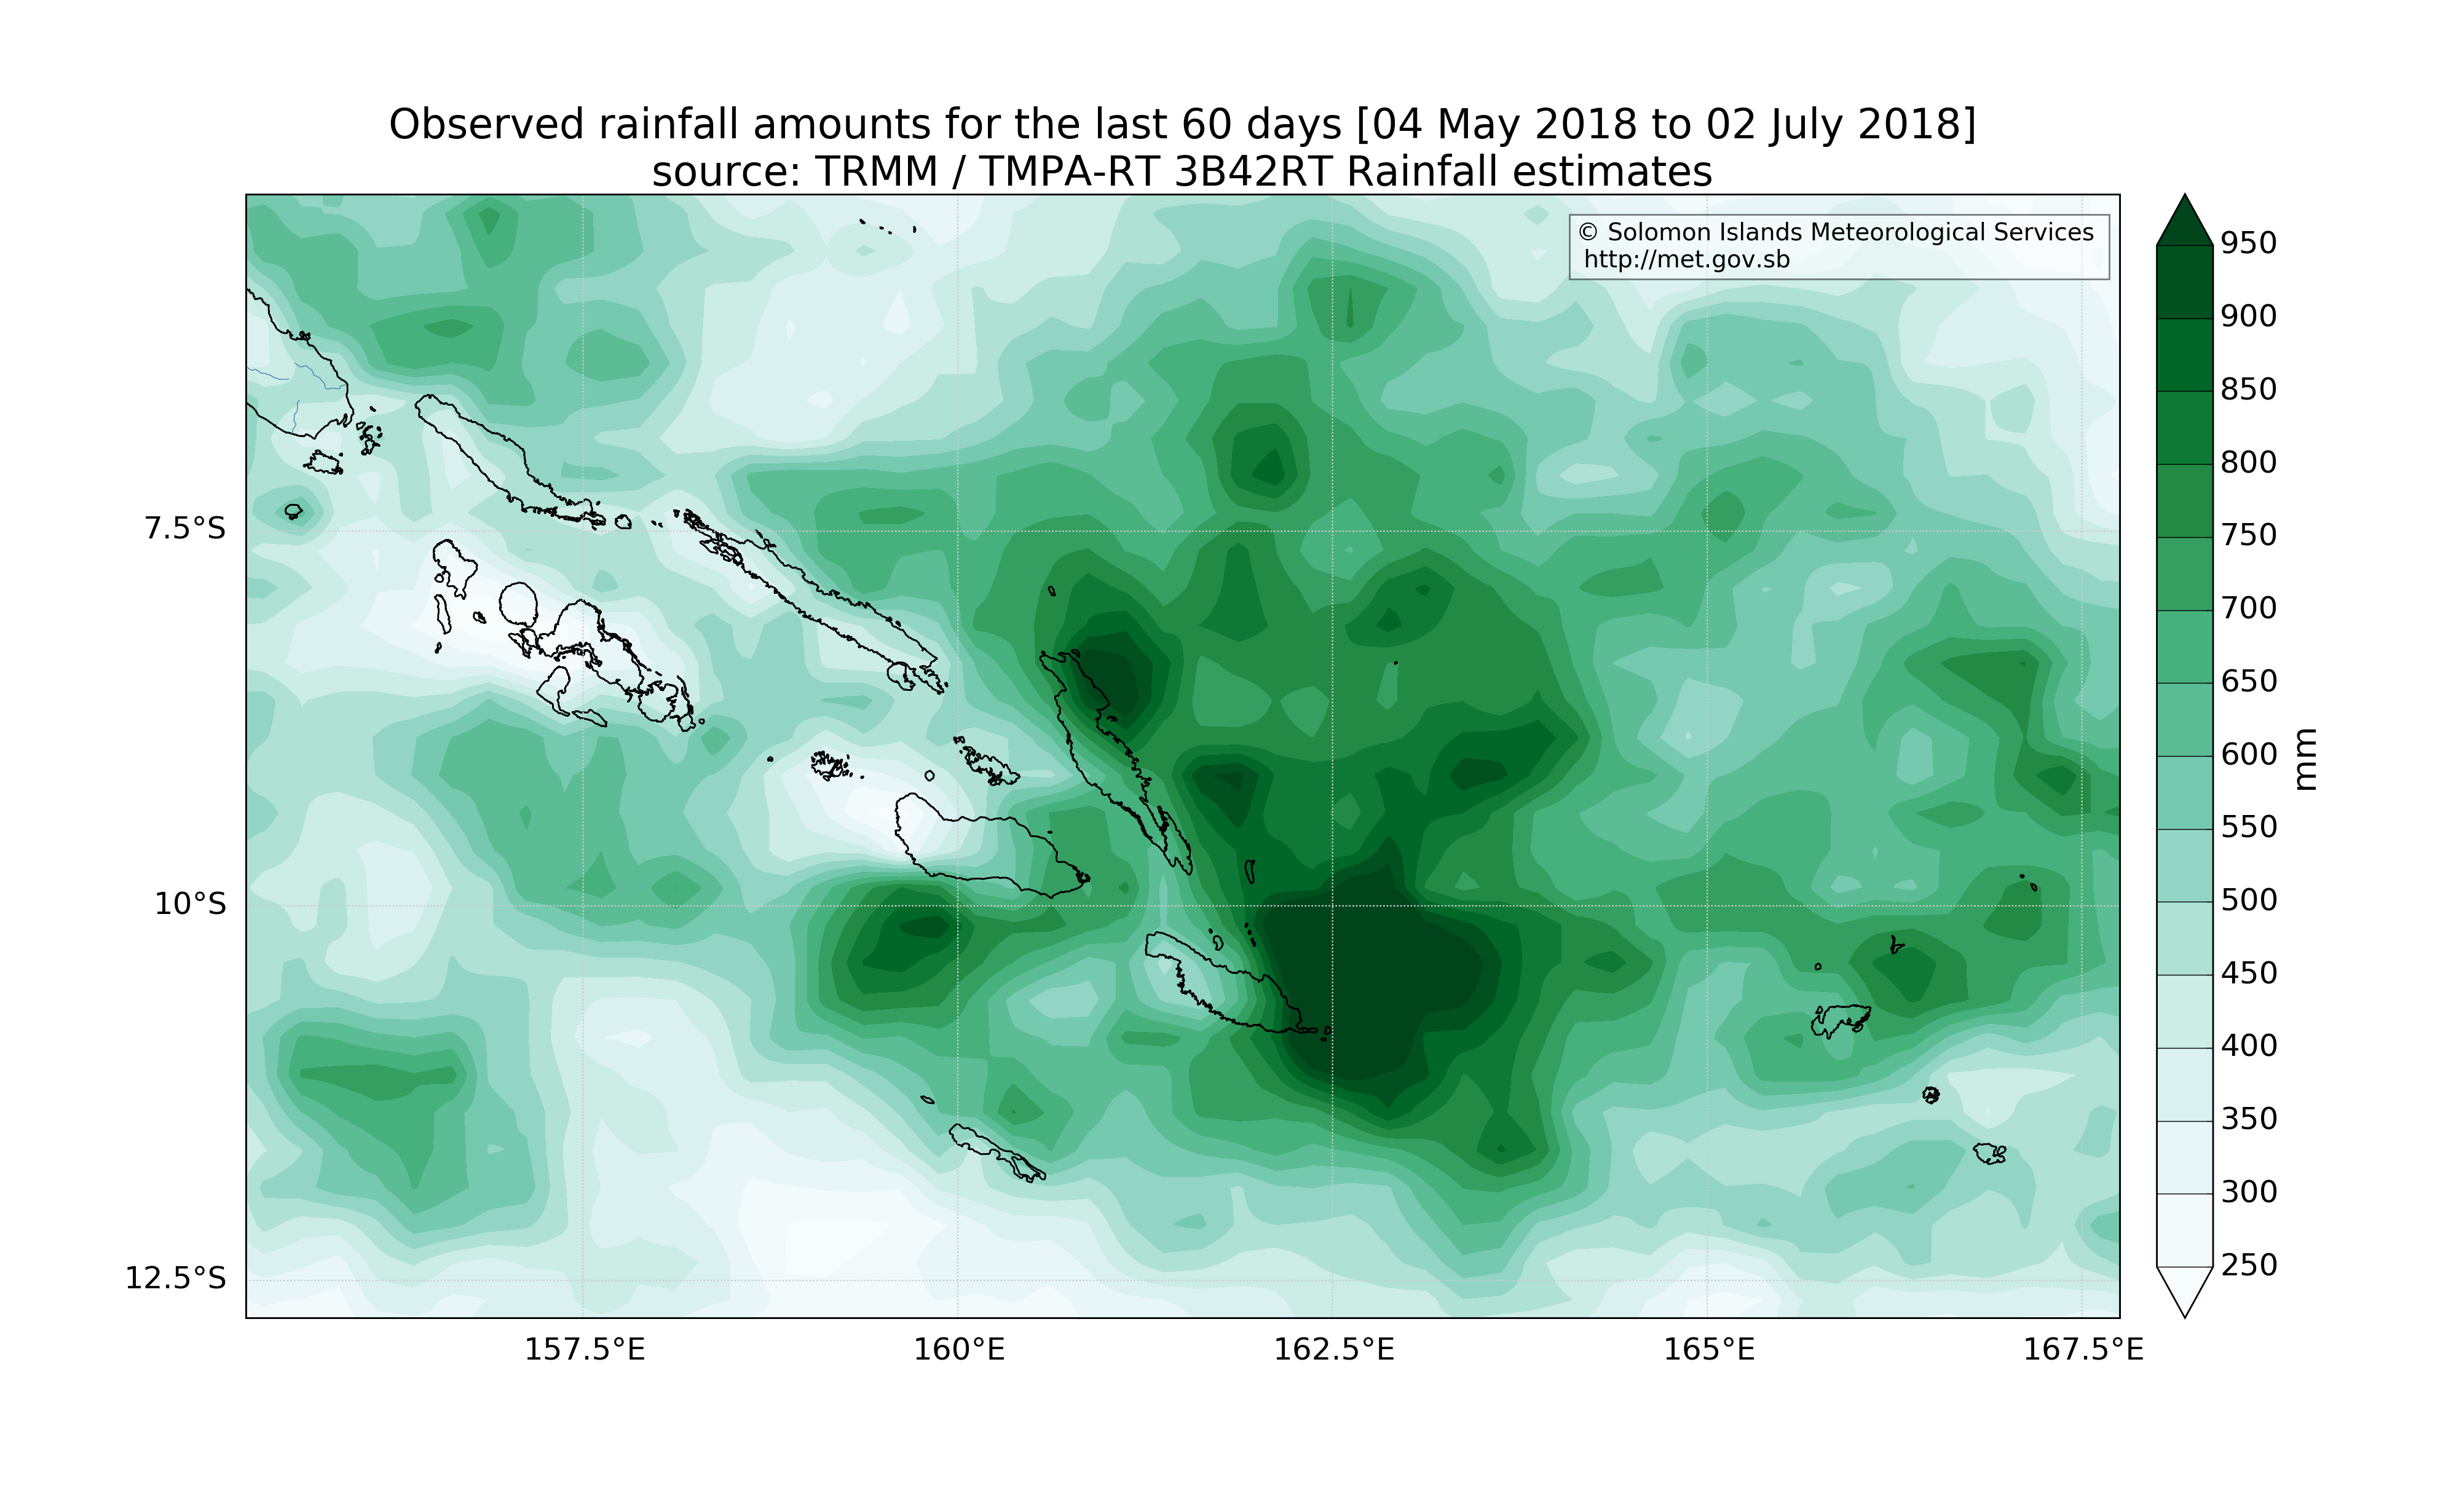 Observed rainfall amounts for the last 60 days [04 May 2018 to 02 July 2018]
source: TRMM / TMPA-RT 3B42RT Rainfall estimates
© Solomon Islands Meteorological Services
http://met.gov.sb
7.5°S
10°S
12.5°S
157.5°E
160°E
162.5°E
165°E
167.5°E
950
900
850
800
750
700
650
600
550
500
450
400
350
300
250
mm